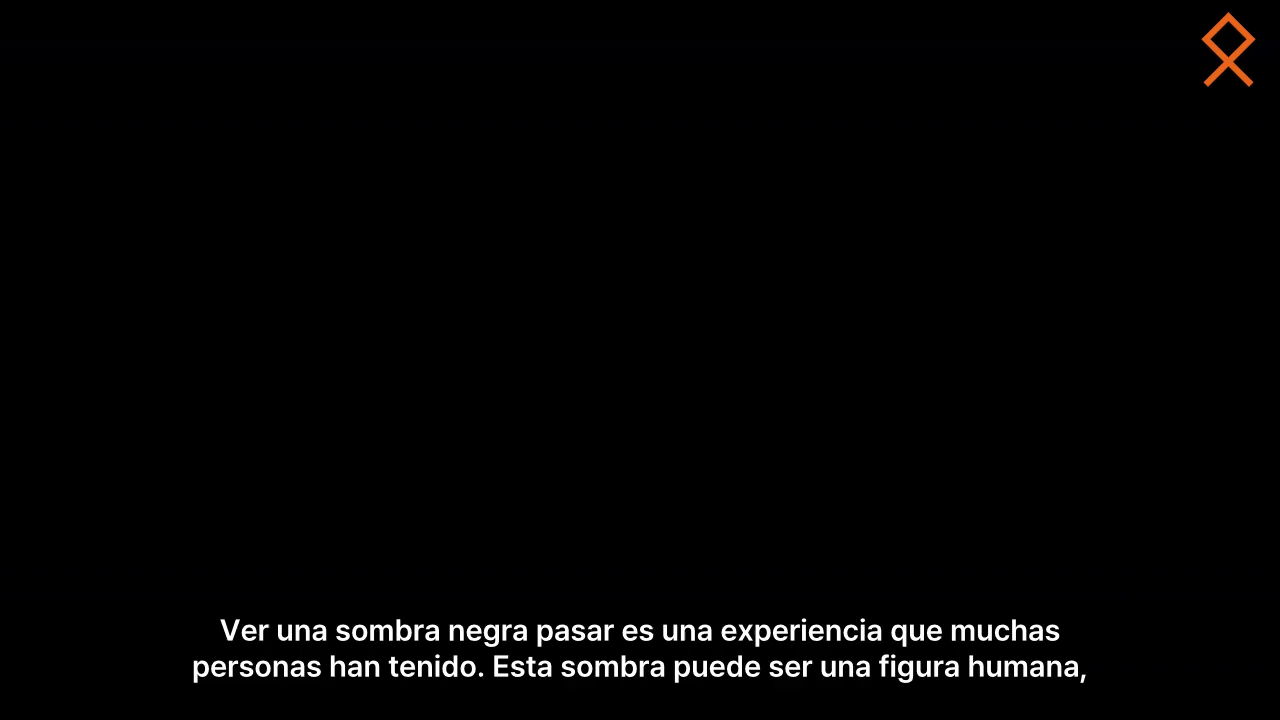 Ver una sombra negra pasar es una experiencia que muchas
personas han tenido. Esta sombra puede ser una figura humana,